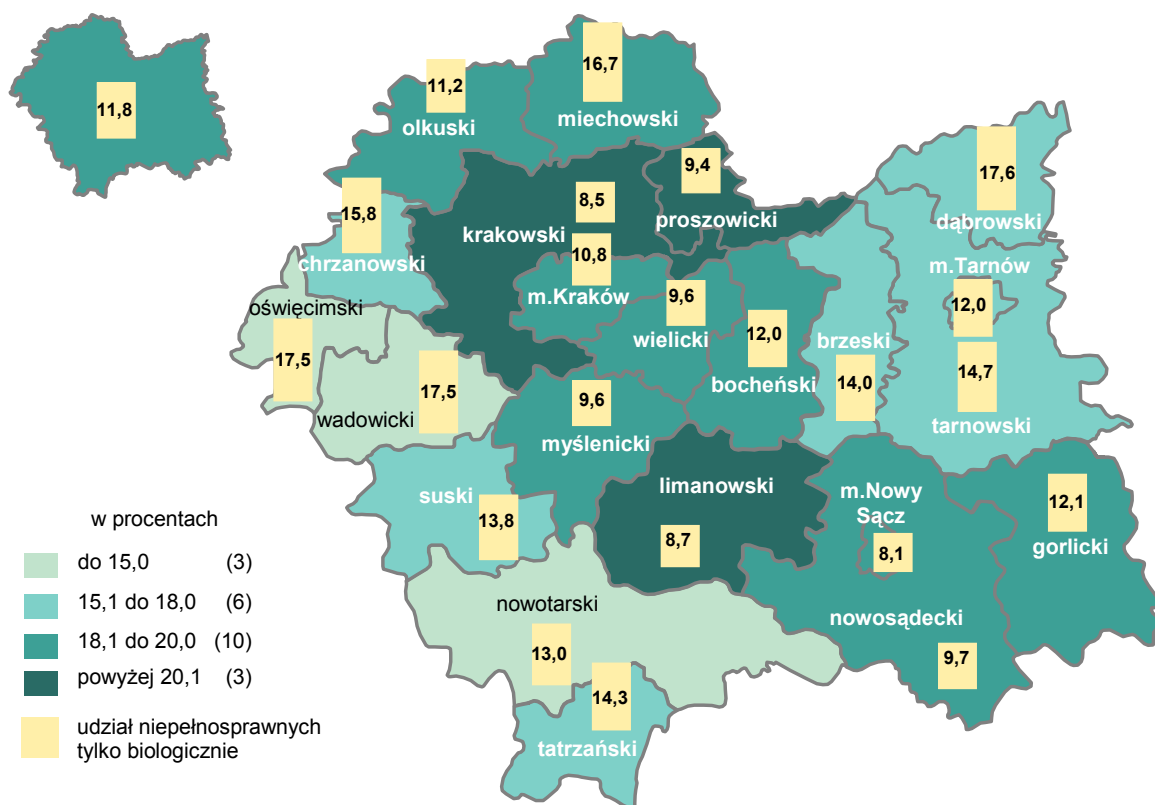 11,8
11,2
olkuski
16,7
miechowski
9,4
proszowicki
17,6
dąbrowski
15,8
chrzanowski
8,5
krakowski
10,8
m.Kraków
9,6
wielicki
12,0
bocheński
brzeski
14,0
m.Tarnów
12,0
14,7
tarnowski
oświęcimski
17,5
wadowicki
17,5
9,6
myślenicki
suski
13,8
limanowski
8,7
m.Nowy
Sącz
8,1
nowosądecki
9,7
12,1
gorlicki
nowotarski
13,0
14,3
tatrzański
w procentach
do 15,0 (3)
15,1 do 18,0 (6)
18,1 do 20,0 (10)
powyżej 20,1 (3)
udział niepełnosprawnych
tylko biologicznie